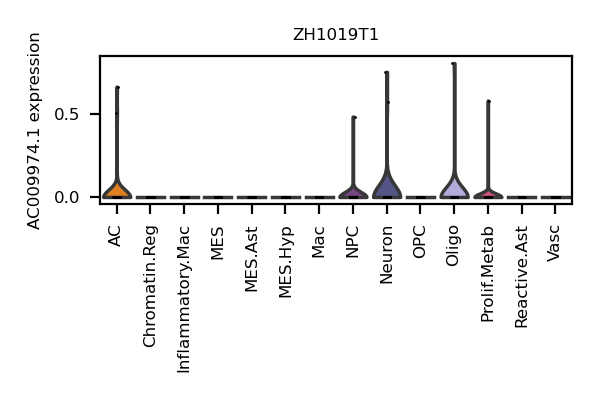 ZH1019T1
AC009974.1 expression
0.5
0.0
AC
Chromatin.Reg
Inflammatory.Mac
MES
MES.Ast
MES.Hyp
Mac
NPC
Neuron
OPC
Oligo
Prolif.Metab
Reactive.Ast
Vasc